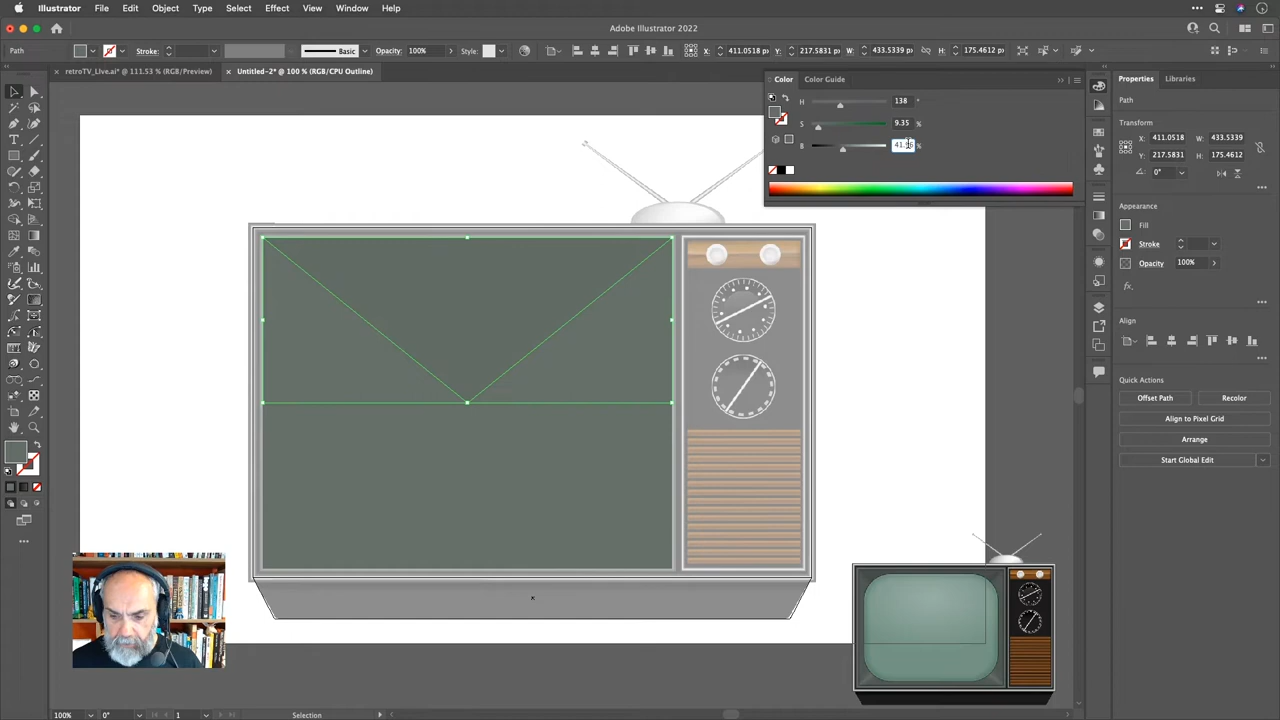 Illustrator File Edit Object Type Select Effect View Window Help
Adobe Illustrator 2022
Path Stroke: Basic Opacity: 100% Style: X: 411.0518 px Y: 217.5831 px W: 433.5339 px H: 175.4612 px
× retroTV_Live.ai* @ 111.53 % (RGB/Preview) × Untitled-2* @ 100 % (RGB/CPU Outline)
Color Color Guide
H 138 °
S 9.35 %
B %
Properties Libraries
Path
Transform
X: 411.0518 W: 433.5339
Y: 217.5831 H: 175.4612
0°
Appearance
Fill
Stroke
Opacity 100%
fx.
Align
Quick Actions
Offset Path Recolor
Align to Pixel Grid
Arrange
Start Global Edit
100% 0° 1 Selection